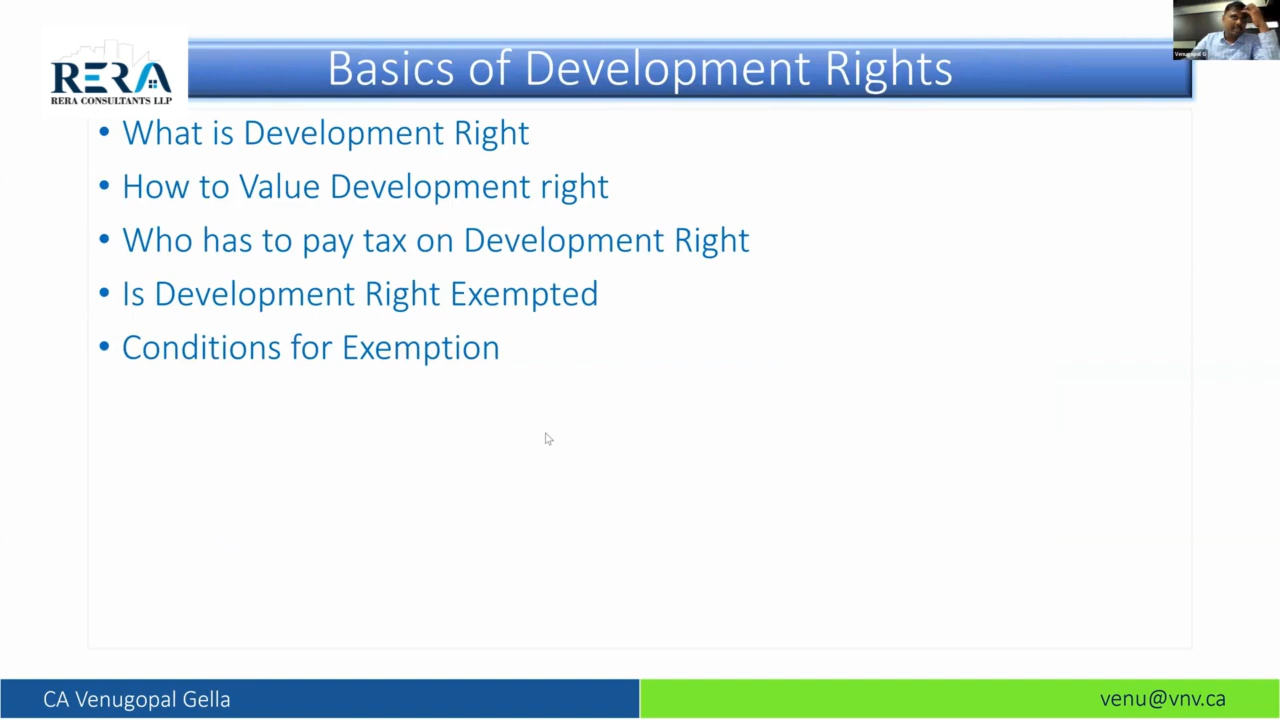 RERA
RERA CONSULTANTS LLP
Basics of Development Rights
Venugopal G
• What is Development Right
• How to Value Development right
• Who has to pay tax on Development Right
• Is Development Right Exempted
• Conditions for Exemption
CA Venugopal Gella
venu@vnv.ca